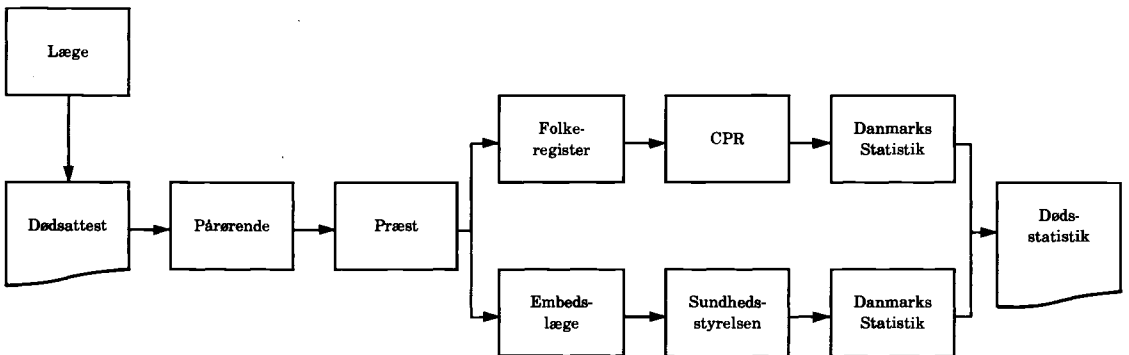 Læge
Dødsattest
Pårørende
Præst
Folke-
register
CPR
Danmarks
Statistik
Embeds-
læge
Sundheds-
styrelsen
Danmarks
Statistik
Døds-
statistik